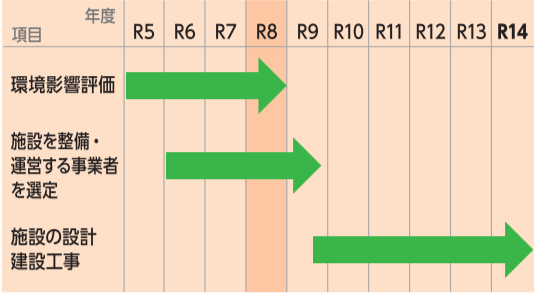 年度
項目 R5 R6 R7 R8 R9 R10 R11 R12 R13 R14
環境影響評価
施設を整備・
運営する事業者
を選定
施設の設計
建設工事